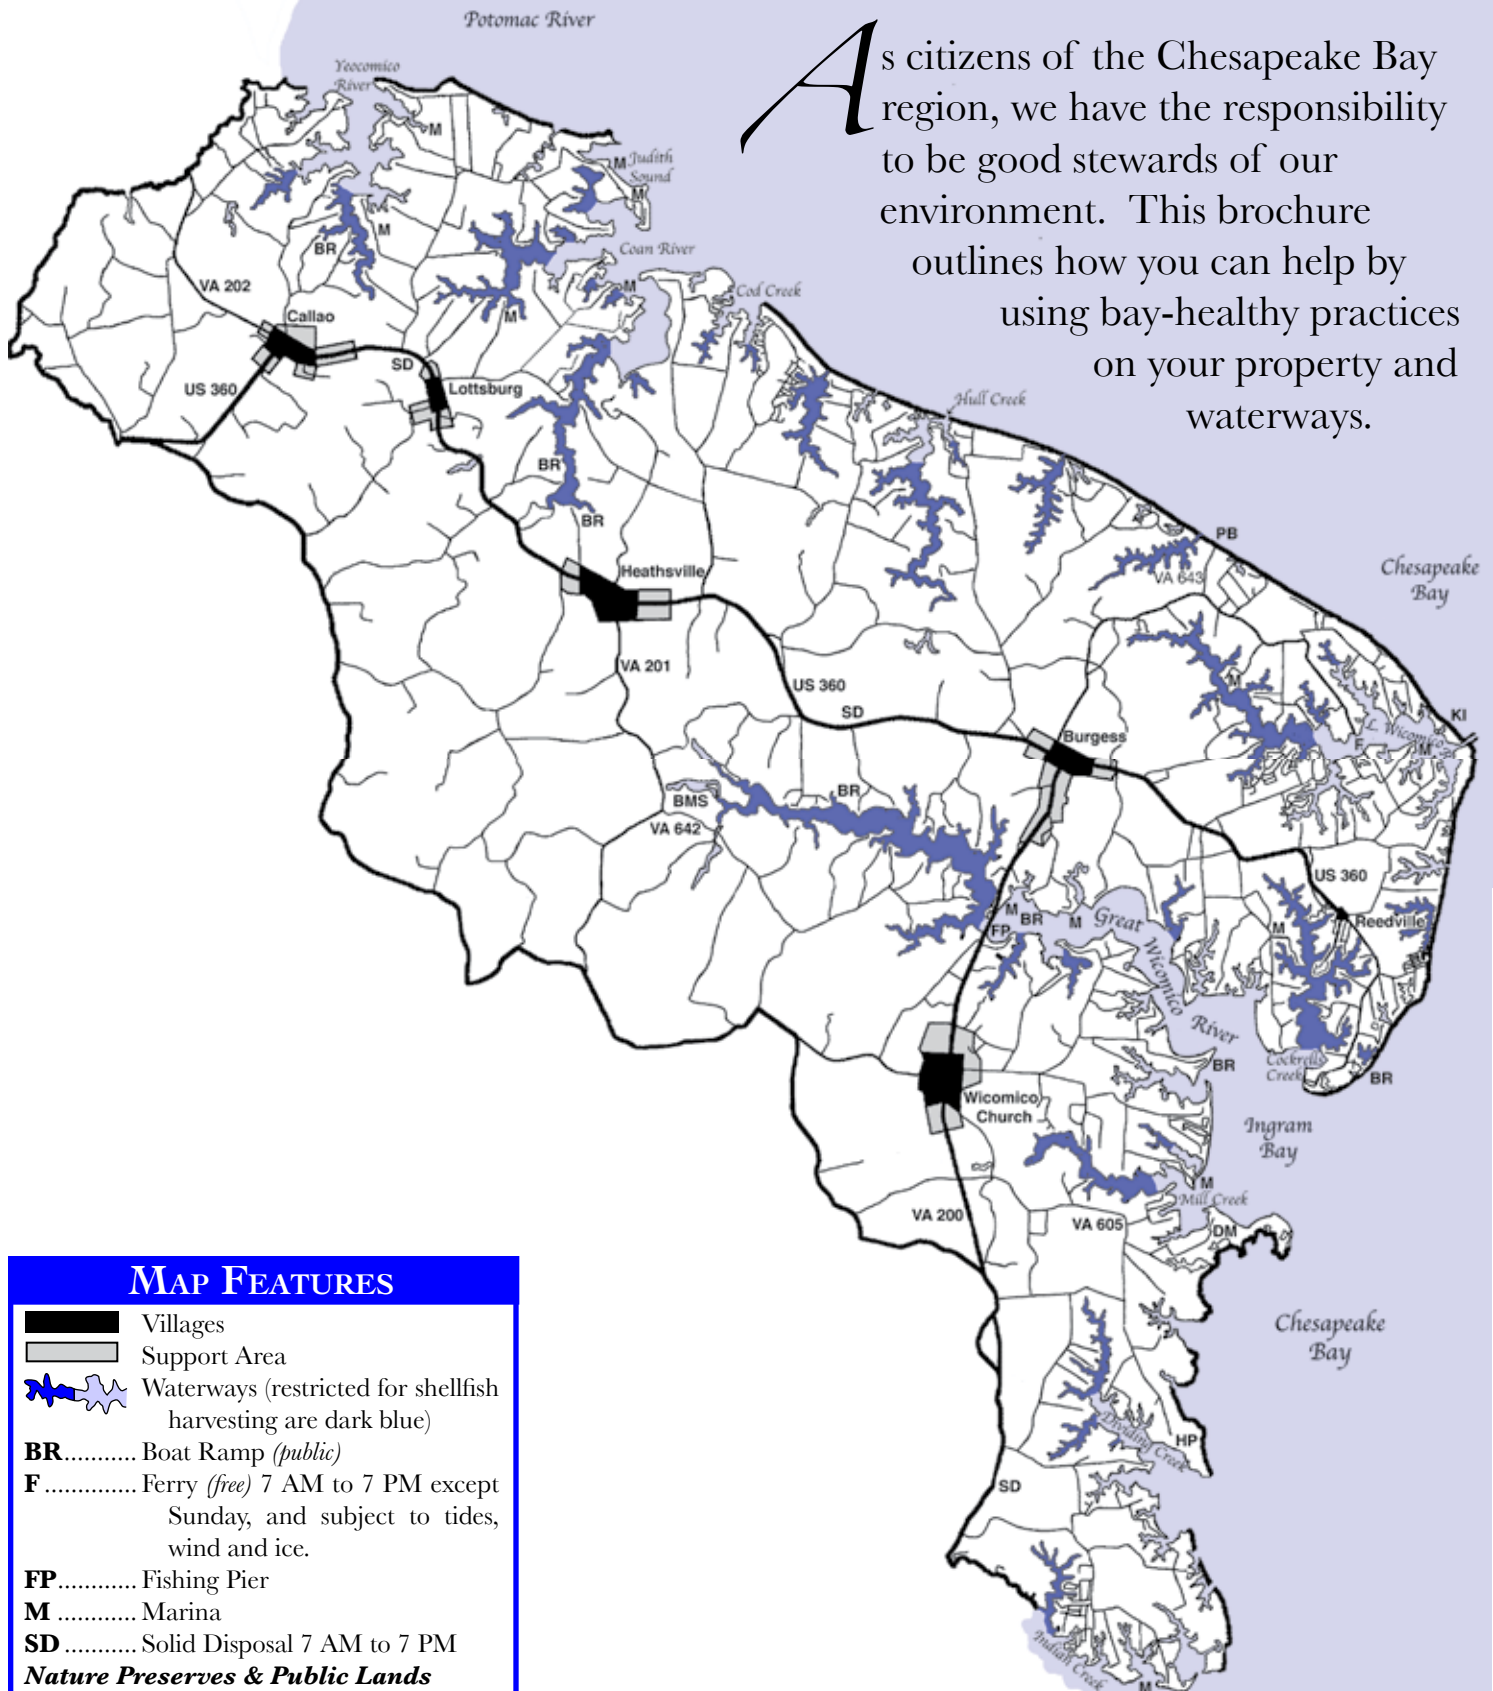 Potomac River
As citizens of the Chesapeake Bay
region, we have the responsibility
to be good stewards of our
environment. This brochure
outlines how you can help by
using bay-healthy practices
on your property and
waterways.
Yeocomico
River
M
M
Judith
Sound
M
M
BR
Coan River
VA 202
M
Cod Creek
Callao
M
SD
US 360
Lottsburg
Hull Creek
BR
BR
PB
Chesapeake
Bay
Heathsville
VA 643
VA 201
M
US 360
SD
KI
L. Wicomico
Burgess
F
M
BR
BMS
VA 642
US 360
M
BR
M
Great
Wicomico
River
FP
M
Reedville
BR
Cockrells
Creek
BR
Wicomico
Church
Ingram
Bay
M
Mill Creek
VA 200
VA 605
DM
Chesapeake
Bay
Dividing Creek
HP
SD
Indian Creek
M
MAP FEATURES
Villages
Support Area
Waterways (restricted for shellfish
harvesting are dark blue)
BR........... Boat Ramp (public)
F .............. Ferry (free) 7 AM to 7 PM except
Sunday, and subject to tides,
wind and ice.
FP............ Fishing Pier
M ............ Marina
SD ........... Solid Disposal 7 AM to 7 PM
Nature Preserves & Public Lands